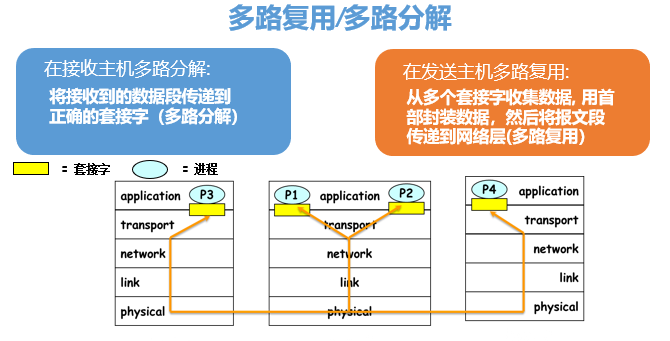 多路复用/多路分解
在接收主机多路分解:
将接收到的数据段传递到
正确的套接字（多路分解）
在发送主机多路复用:
从多个套接字收集数据, 用首
部封装数据，然后将报文段
传递到网络层(多路复用)
= 套接字
= 进程
application
P3
transport
network
link
physical
P1
application
P2
transport
network
link
physical
P4
application
transport
network
link
physical